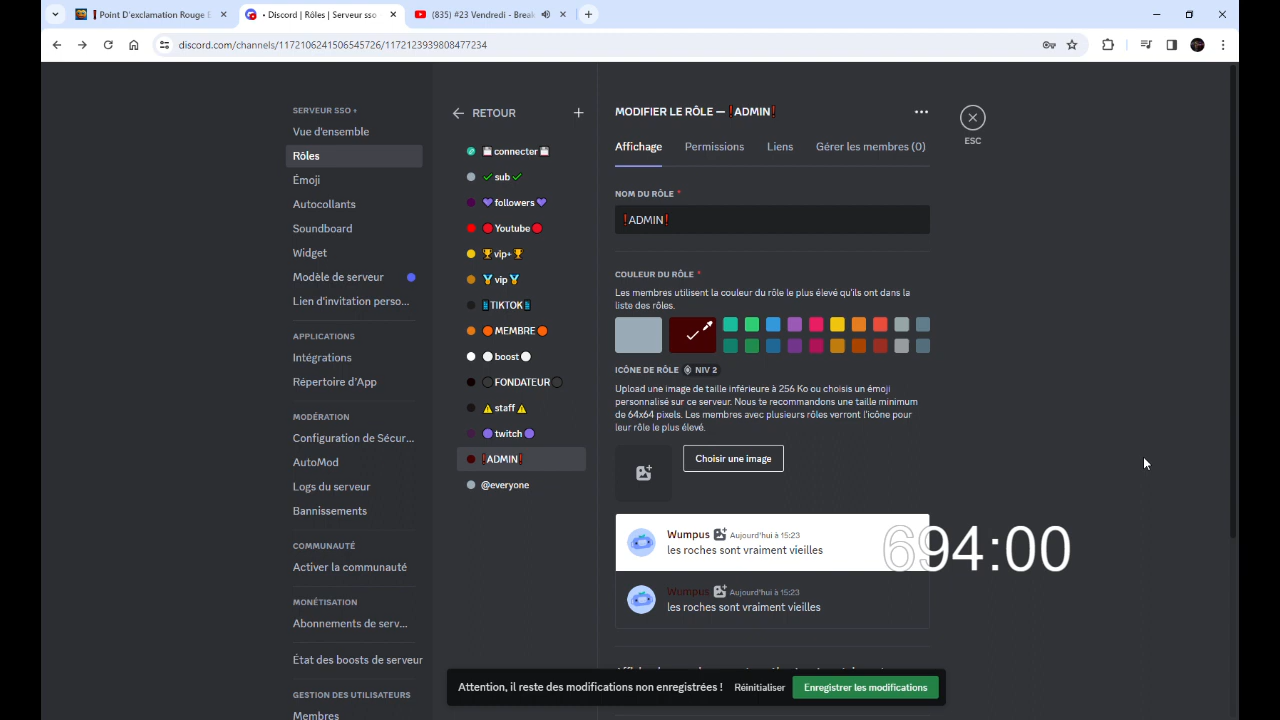 ❗ Point D'exclamation Rouge E
• Discord | Rôles | Serveur sso
(835) #23 Vendredi - Break
discord.com/channels/1172106241506545726/1172123939808477234
SERVEUR SSO +
Vue d'ensemble
Rôles
Émoji
Autocollants
Soundboard
Widget
Modèle de serveur
Lien d'invitation perso...
APPLICATIONS
Intégrations
Répertoire d'App
MODÉRATION
Configuration de Sécur...
AutoMod
Logs du serveur
Bannissements
COMMUNAUTÉ
Activer la communauté
MONÉTISATION
Abonnements de serv...
État des boosts de serveur
GESTION DES UTILISATEURS
Membres
RETOUR
connecter
sub
followers
Youtube
vip+
vip
TIKTOK
MEMBRE
boost
FONDATEUR
staff
twitch
❗ADMIN❗
@everyone
MODIFIER LE RÔLE — ❗ADMIN❗
ESC
Affichage Permissions Liens Gérer les membres (0)
NOM DU RÔLE *
❗ADMIN❗
COULEUR DU RÔLE *
Les membres utilisent la couleur du rôle le plus élevé qu'ils ont dans la
liste des rôles.
ICÔNE DE RÔLE NIV 2
Upload une image de taille inférieure à 256 Ko ou choisis un émoji
personnalisé sur ce serveur. Nous te recommandons une taille minimum
de 64x64 pixels. Les membres avec plusieurs rôles verront l'icône pour
leur rôle le plus élevé.
Choisir une image
Wumpus Aujourd'hui à 15:23
les roches sont vraiment vieilles
694:00
Wumpus Aujourd'hui à 15:23
les roches sont vraiment vieilles
Attention, il reste des modifications non enregistrées ! Réinitialiser Enregistrer les modifications